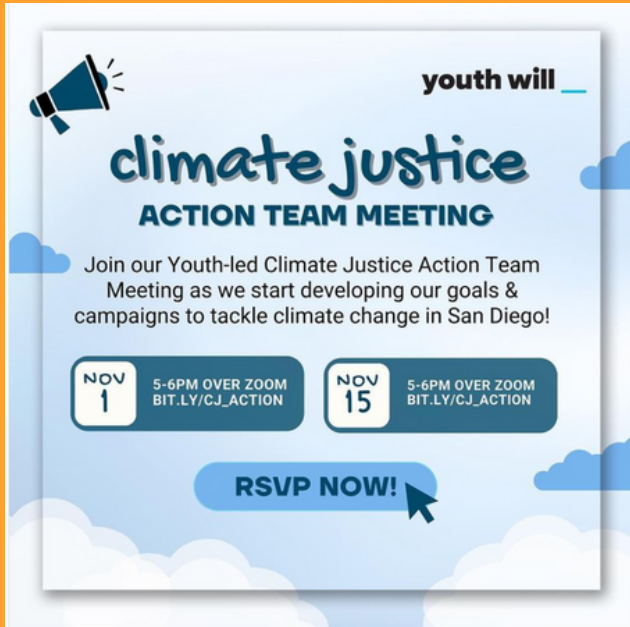 youth will __
climate justice
ACTION TEAM MEETING
Join our Youth-led Climate Justice Action Team
Meeting as we start developing our goals &
campaigns to tackle climate change in San Diego!
NOV
1
5-6PM OVER ZOOM
BIT.LY/CJ_ACTION
NOV
15
5-6PM OVER ZOOM
BIT.LY/CJ_ACTION
RSVP NOW!